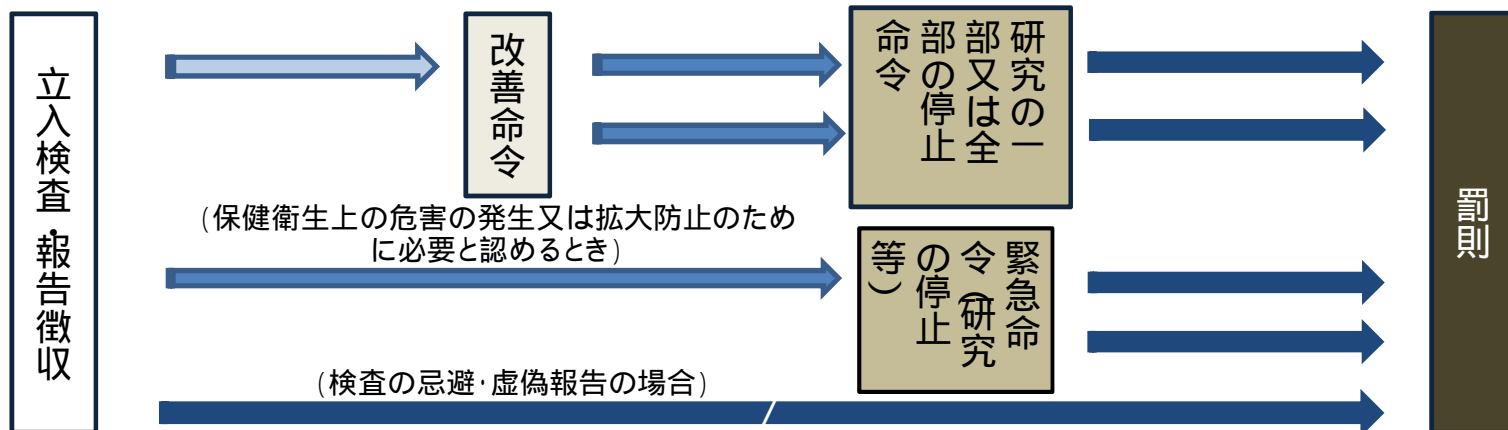 立入検査・報告徴収
改善命令
研究の一
部又は全
部の停止
命令
(保健衛生上の危害の発生又は拡大防止のため
に必要と認めるとき)
緊急命
令(研究
の停止
等)
(検査の忌避・虚偽報告の場合)
罰則